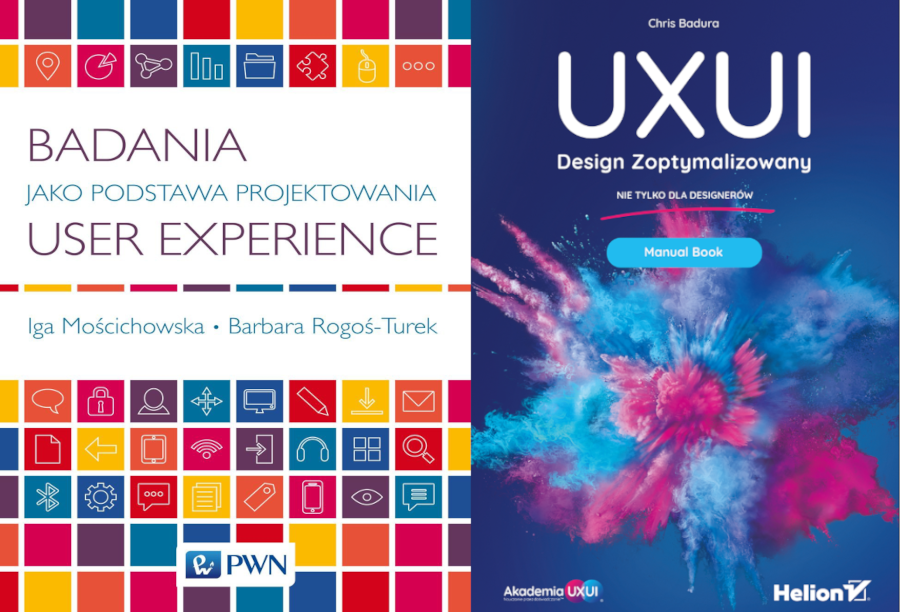 BADANIA
JAKO PODSTAWA PROJEKTOWANIA
USER EXPERIENCE
Iga Mościchowska • Barbara Rogoś-Turek
PWN
Chris Badura
UXUI
Design Zoptymalizowany
NIE TYLKO DLA DESIGNERÓW
Manual Book
Akademia UXUI
Helion